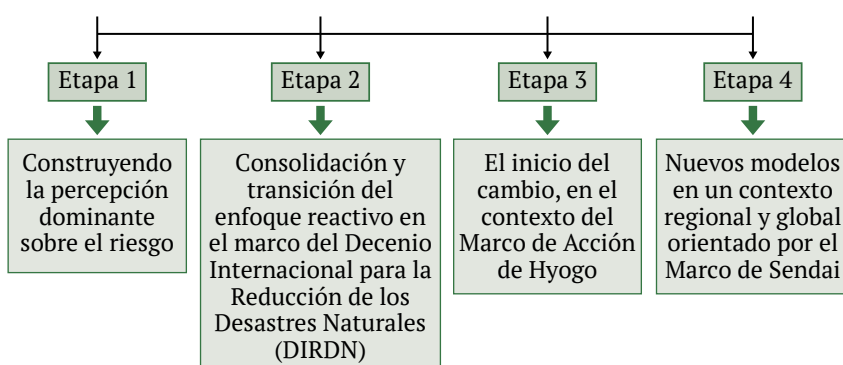 Etapa 1
Etapa 2
Etapa 3
Etapa 4
Construyendo
la percepción
dominante
sobre el riesgo
Consolidación y
transición del
enfoque reactivo en
el marco del Decenio
Internacional para la
Reducción de los
Desastres Naturales
(DIRDN)
El inicio del
cambio, en el
contexto del
Marco de Acción
de Hyogo
Nuevos modelos
en un contexto
regional y global
orientado por el
Marco de Sendai